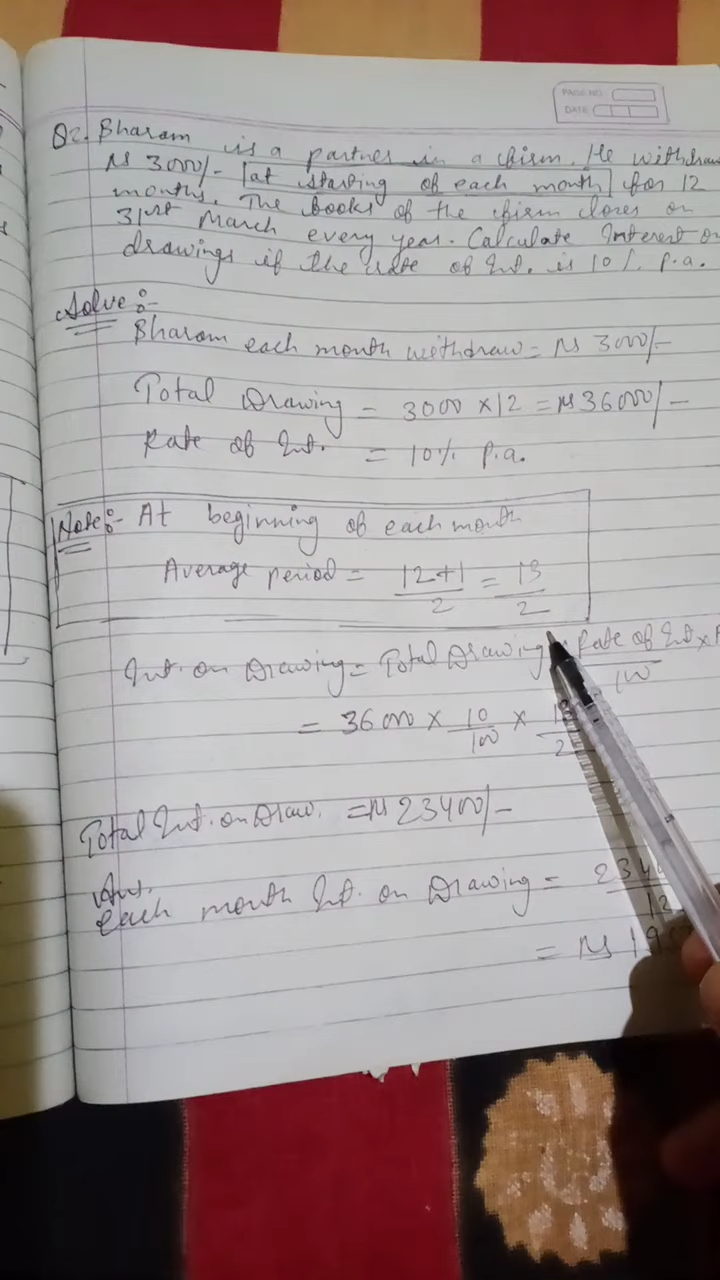 PAGE NO.
DATE
Q2. Bharam is a partner in a firm. He withdraw
Rs 3000/- at starting of each month for 12
months. The books of the firm closes on
31st March every year. Calculate Interest on
drawings if the rate of Int. is 10% p.a.
Solve:-
Bharam each month withdraw = Rs 3000/-
Total Drawing = 3000 × 12 = Rs 36000/-
Rate of Int. = 10% p.a.
Note:- At beginning of each month
Average period = 12+1/2 = 13/2
Int. on Drawing = Total Drawing × Rate of Int × / 100
= 36000 × 10/100 × 13/2
Total Int. on Draw. = Rs 23400/-
Ans.
Each month Int. on Drawing = 12
= Rs